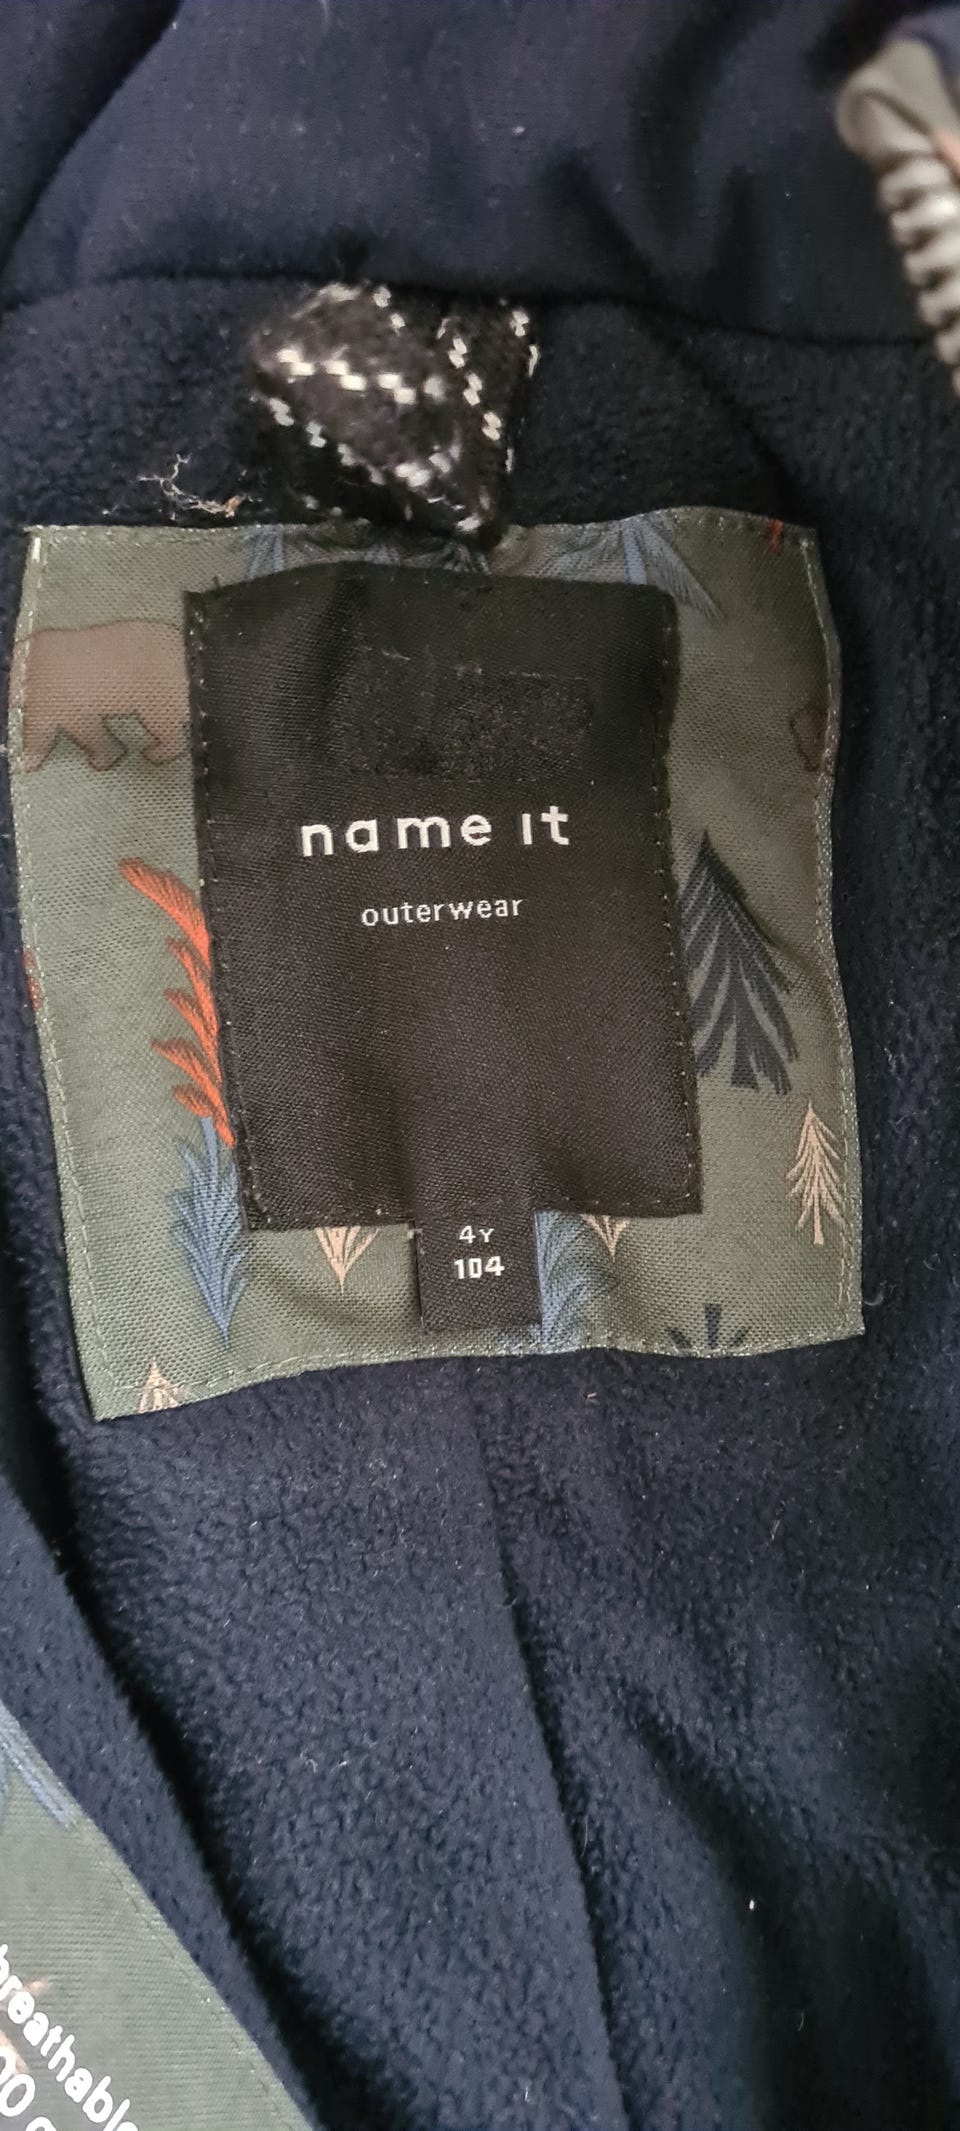 name it
outerwear
4Y
104
breathable